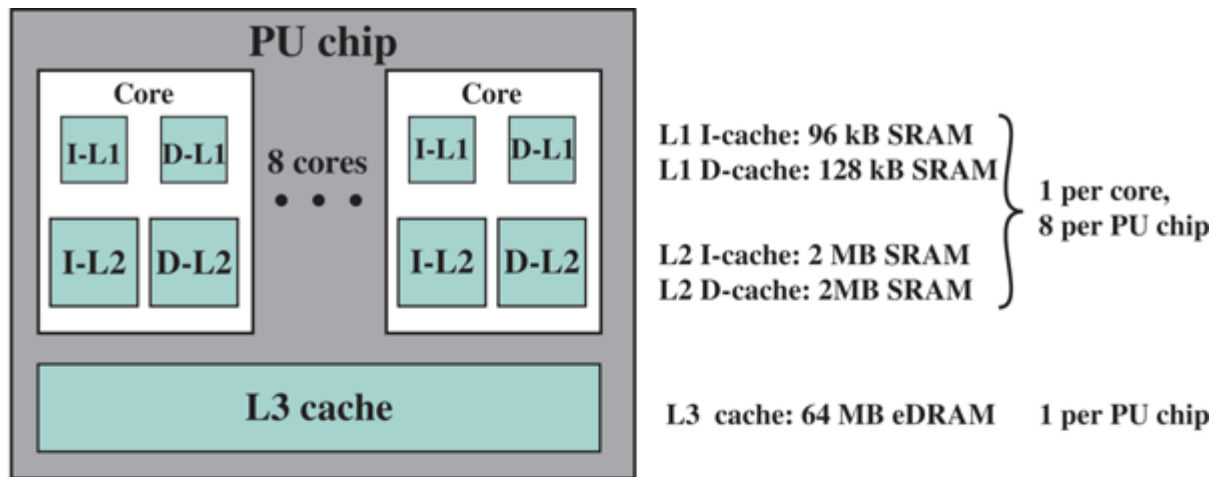 PU chip
Core
I-L1 D-L1
I-L2 D-L2
8 cores
Core
I-L1 D-L1
I-L2 D-L2
L3 cache
L1 I-cache: 96 kB SRAM
L1 D-cache: 128 kB SRAM
L2 I-cache: 2 MB SRAM
L2 D-cache: 2MB SRAM
1 per core,
8 per PU chip
L3 cache: 64 MB eDRAM 1 per PU chip